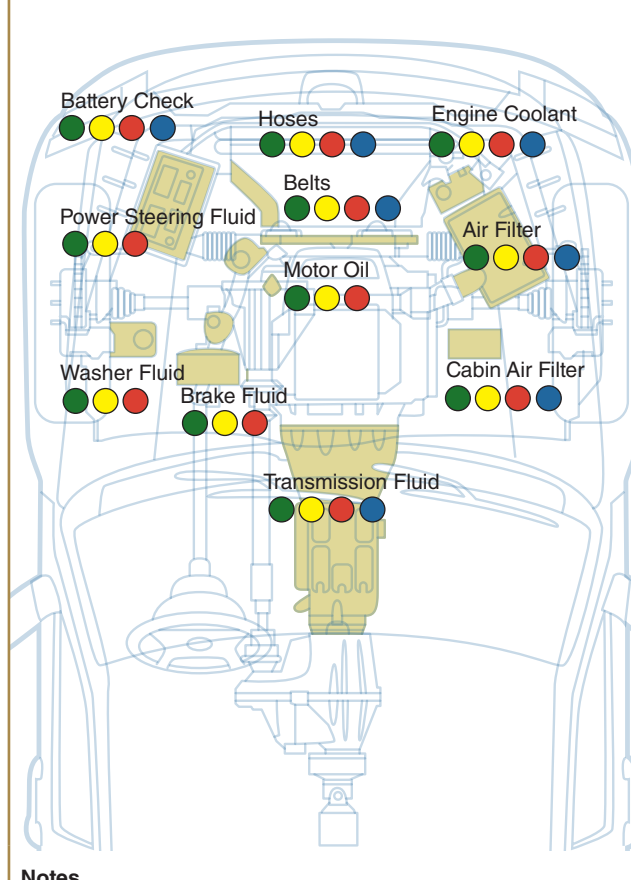 Battery Check
Hoses
Engine Coolant
Belts
Power Steering Fluid
Air Filter
Motor Oil
Washer Fluid
Brake Fluid
Cabin Air Filter
Transmission Fluid
Notes